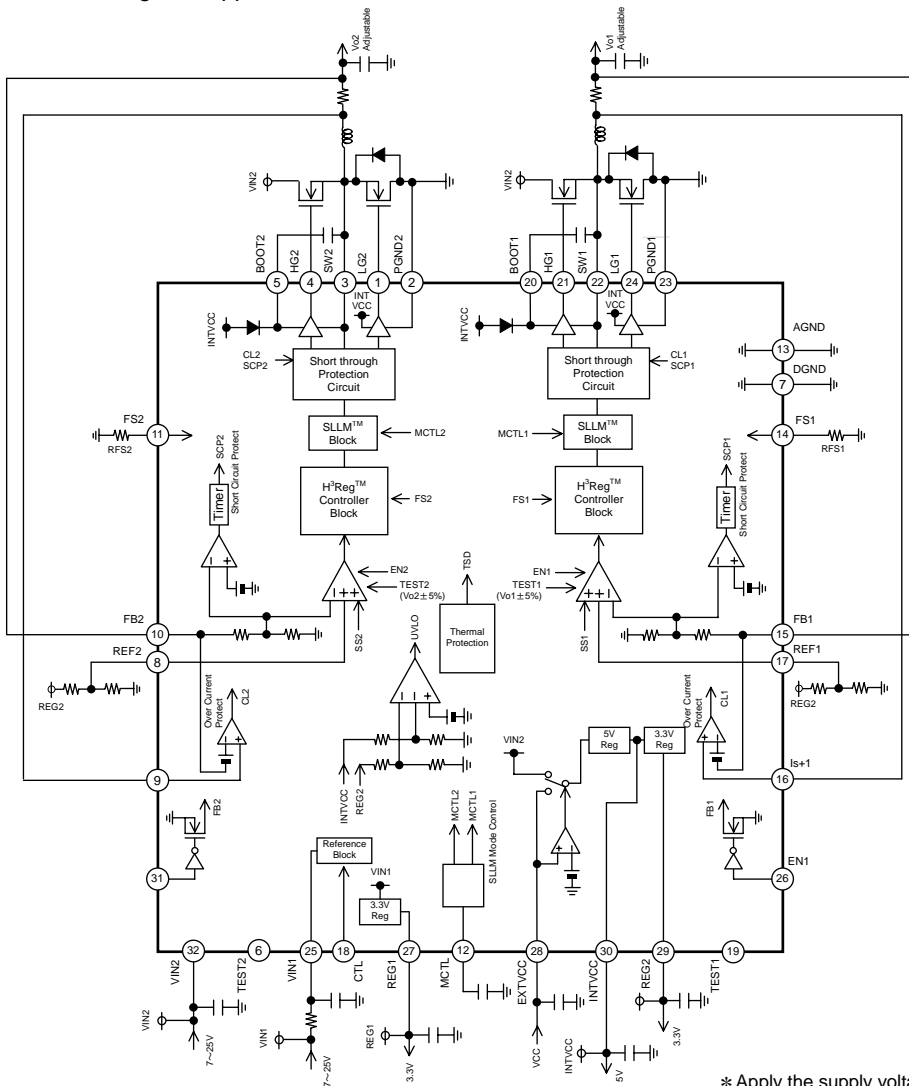 Vo2
Adjustable
Vo1
Adjustable
VIN2
VIN2
BOOT2
HG2
SW2
LG2
PGND2
BOOT1
HG1
SW1
LG1
PGND1
5
4
3
1
2
20
21
22
24
23
INTVCC
INT
VCC
INTVCC
INT
VCC
AGND
13
DGND
7
CL2
SCP2
Short through
Protection
Circuit
Short through
Protection
Circuit
CL1
SCP1
FS2
11
RFS2
SLLM™
Block
MCTL2
MCTL1
SLLM™
Block
FS1
14
RFS1
SCP2
Timer
Short Circuit Protect
H³Reg™
Controller
Block
FS2
FS1
H³Reg™
Controller
Block
SCP1
Timer
Short Circuit Protect
EN2
TEST2
(Vo2±5%)
SS2
TSD
Thermal
Protection
EN1
TEST1
(Vo1±5%)
SS1
FB2
10
REF2
8
REG2
FB1
15
REF1
17
REG2
UVLO
Over Current
Protect
CL2
Over Current
Protect
CL1
9
Is+1
16
INTVCC
REG2
VIN2
5V
Reg
3.3V
Reg
FB2
31
FB1
EN1
26
Reference
Block
VIN1
3.3V
Reg
MCTL2
MCTL1
SLLM Mode Control
32
6
25
18
27
12
28
30
29
19
VIN2
TEST2
VIN1
CTL
REG1
MCTL
EXTVCC
INTVCC
REG2
TEST1
VIN2
7～25V
VIN1
7～25V
REG1
3.3V
VCC
INTVCC
5V
3.3V
＊Apply the supply volta